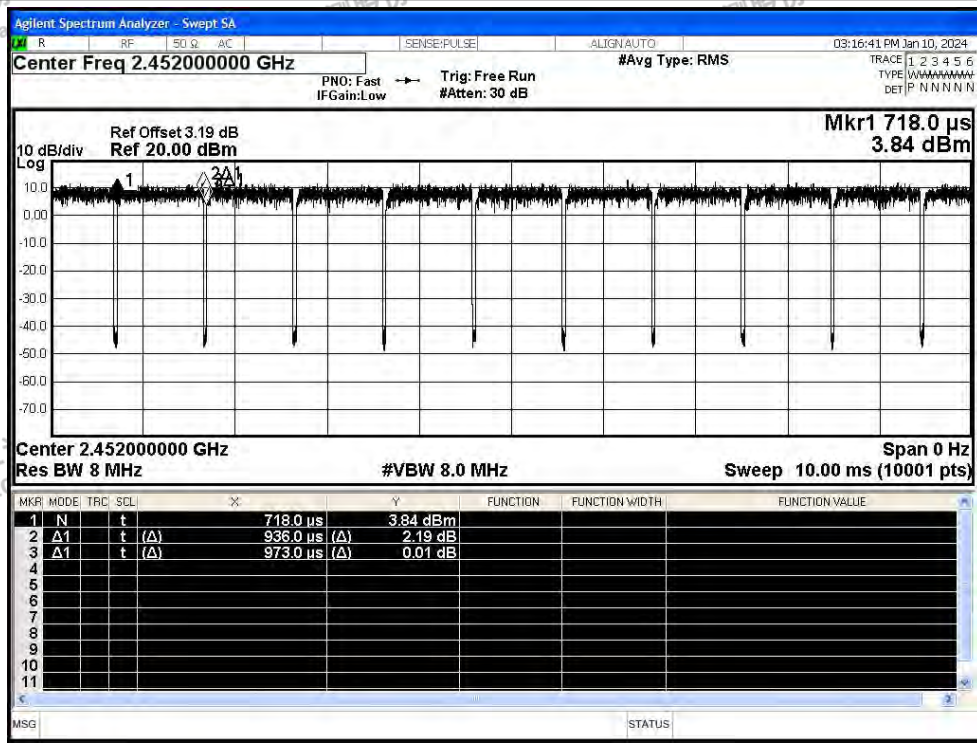 Agilent Spectrum Analyzer - Swept SA
R RF 50 Ω AC SENSE:PULSE ALIGNAUTO 03:16:41 PM Jan 10, 2024
Center Freq 2.452000000 GHz #Avg Type: RMS TRACE 1 2 3 4 5 6
PNO: Fast Trig: Free Run TYPE WWWWWW
IFGain:Low #Atten: 30 dB DET P N N N N N
Mkr1 718.0 µs
Ref Offset 3.19 dB
10 dB/div Ref 20.00 dBm 3.84 dBm
Log
1 2Δ1
10.0
0.00
-10.0
-20.0
-30.0
-40.0
-50.0
-60.0
-70.0
Center 2.452000000 GHz Span 0 Hz
Res BW 8 MHz #VBW 8.0 MHz Sweep 10.00 ms (10001 pts)
MKR MODE TRC SCL X Y FUNCTION FUNCTION WIDTH FUNCTION VALUE
1 N t 718.0 µs 3.84 dBm
2 Δ1 t (Δ) 936.0 µs (Δ) 2.19 dB
3 Δ1 t (Δ) 973.0 µs (Δ) 0.01 dB
4
5
6
7
8
9
10
11
MSG STATUS